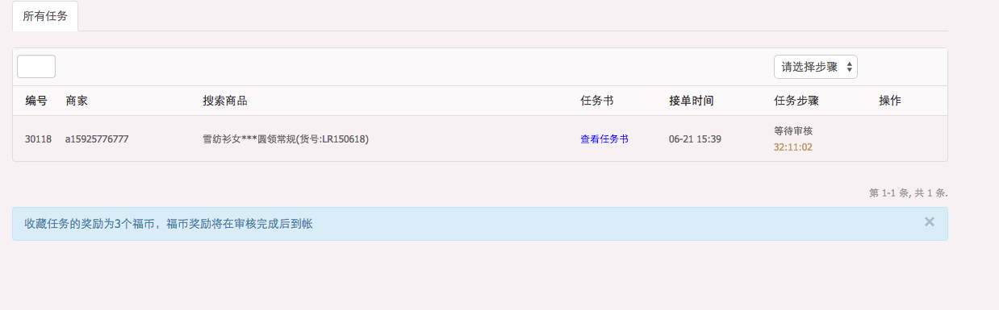 所有任务
请选择步骤
编号 商家 搜索商品 任务书 接单时间 任务步骤 操作
30118 a15925776777 雪纺衫女***圆领常规(货号:LR150618) 查看任务书 06-21 15:39 等待审核
32:11:02
第 1-1 条, 共 1 条.
收藏任务的奖励为3个福币，福币奖励将在审核完成后到帐 ×